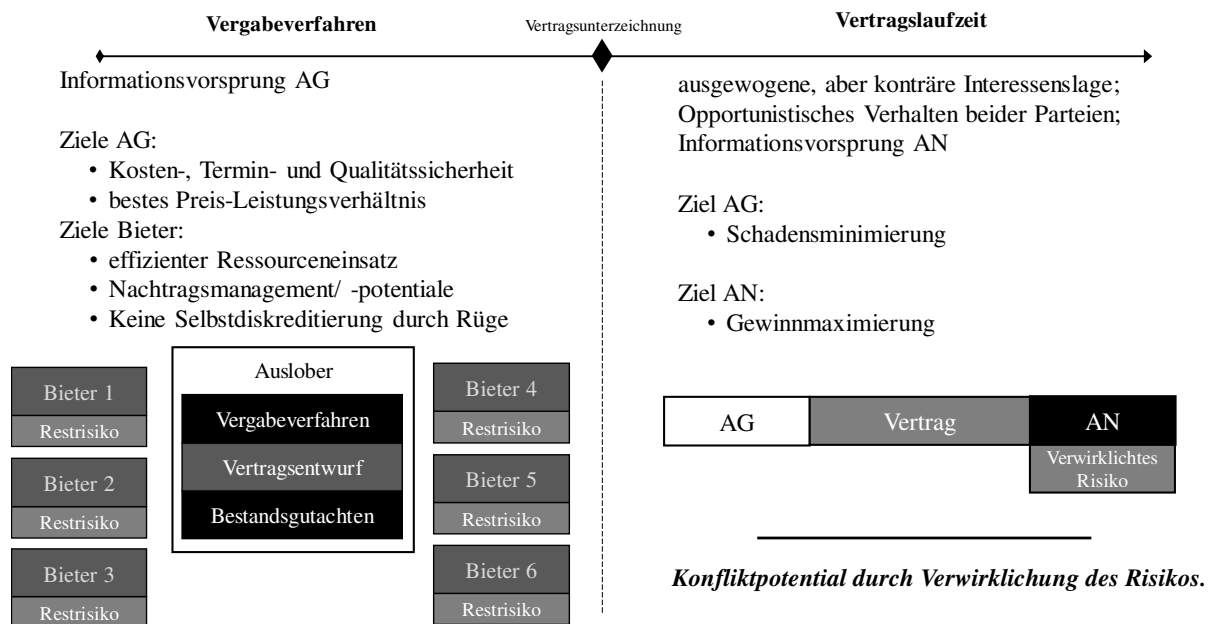 Vergabeverfahren
Vertragsunterzeichnung
Vertragslaufzeit
Informationsvorsprung AG
Ziele AG:
• Kosten-, Termin- und Qualitätssicherheit
• bestes Preis-Leistungsverhältnis
Ziele Bieter:
• effizienter Ressourceneinsatz
• Nachtragsmanagement/ -potentiale
• Keine Selbstdiskreditierung durch Rüge
Bieter 1
Restrisiko
Bieter 2
Restrisiko
Bieter 3
Restrisiko
Auslober
Vergabeverfahren
Vertragsentwurf
Bestandsgutachten
Bieter 4
Restrisiko
Bieter 5
Restrisiko
Bieter 6
Restrisiko
ausgewogene, aber konträre Interessenslage;
Opportunistisches Verhalten beider Parteien;
Informationsvorsprung AN
Ziel AG:
• Schadensminimierung
Ziel AN:
• Gewinnmaximierung
AG
Vertrag
AN
Verwirklichtes
Risiko
Konfliktpotential durch Verwirklichung des Risikos.